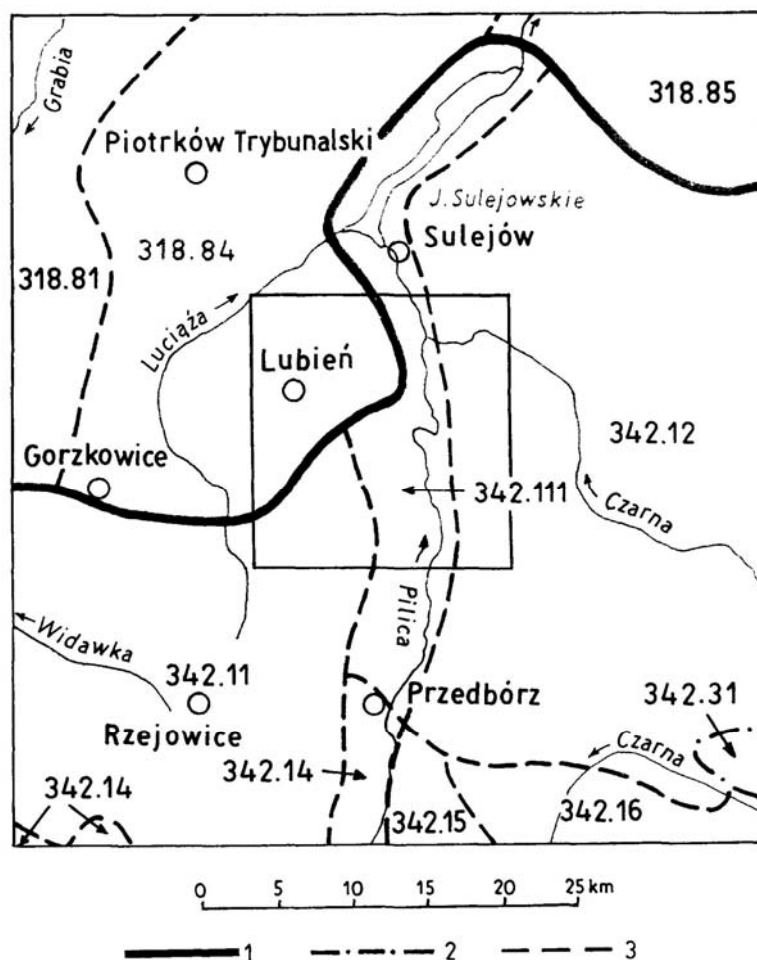 Grabia
318.85
Piotrków Trybunalski
J. Sulejowskie
318.84
Sulejów
318.81
Luciąża
Lubień
342.12
Gorzkowice
342.111
Czarna
Pilica
Widawka
342.11
Przedbórz
342.31
Rzejowice
Czarna
342.14
342.14
342.15
342.16
0 5 10 15 20 25 km
1 2 3